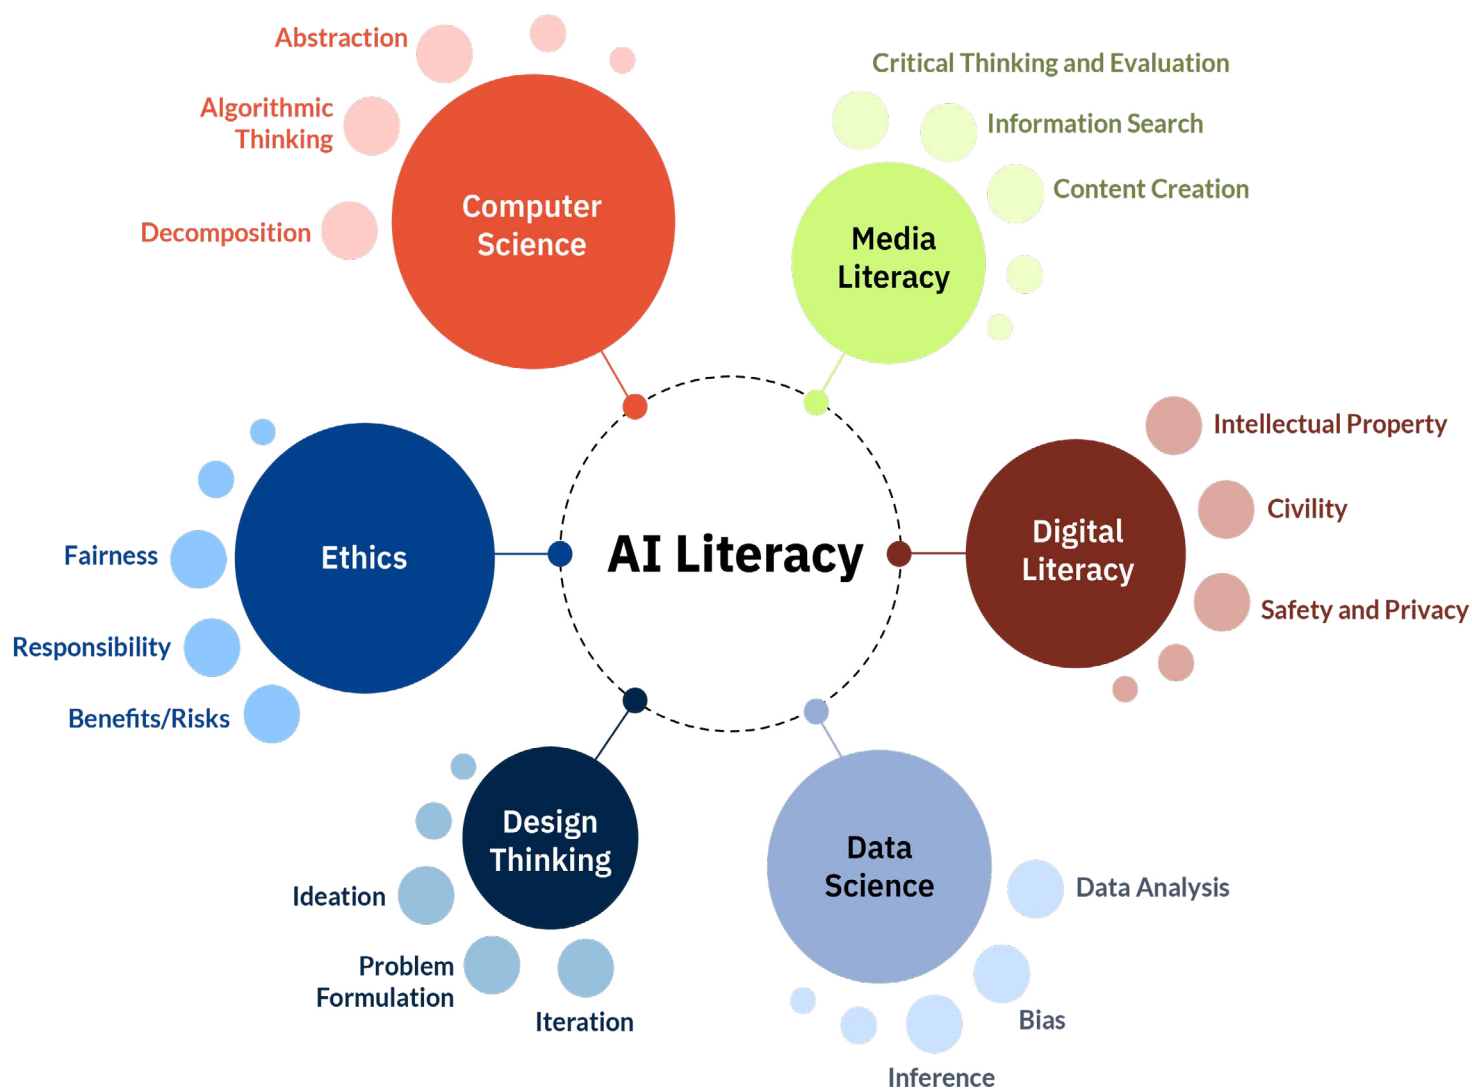 Abstraction
Algorithmic
Thinking
Decomposition
Computer
Science
Critical Thinking and Evaluation
Information Search
Content Creation
Media
Literacy
Intellectual Property
Civility
Safety and Privacy
Digital
Literacy
AI Literacy
Ethics
Fairness
Responsibility
Benefits/Risks
Design
Thinking
Ideation
Problem
Formulation
Iteration
Data
Science
Data Analysis
Bias
Inference